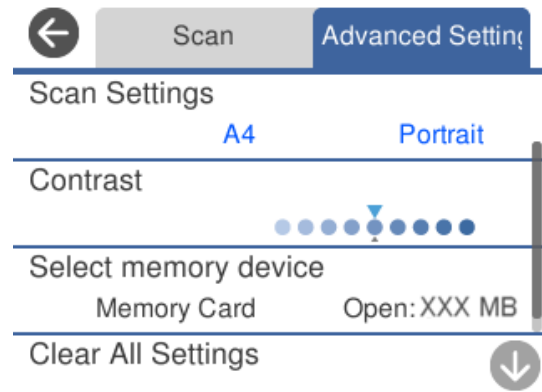 Scan Advanced Setting
Scan Settings
A4 Portrait
Contrast
Select memory device
Memory Card Open: XXX MB
Clear All Settings